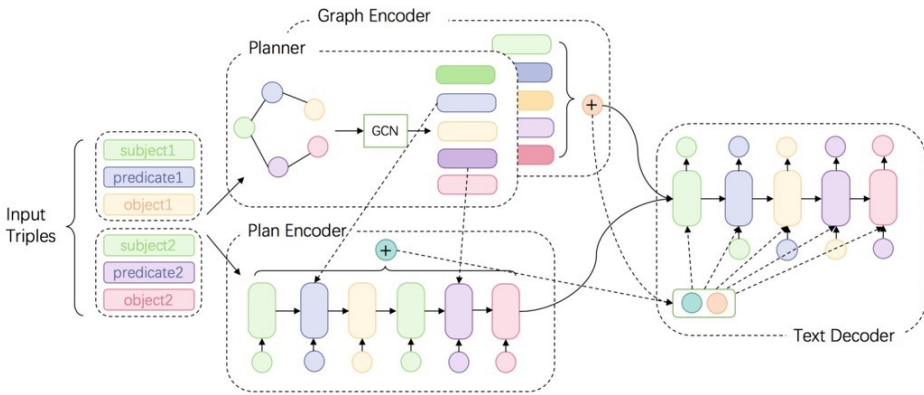 Graph Encoder
Planner
GCN
Input
Triples
subject1
predicate1
object1
subject2
predicate2
object2
Plan Encoder
+
+
Text Decoder